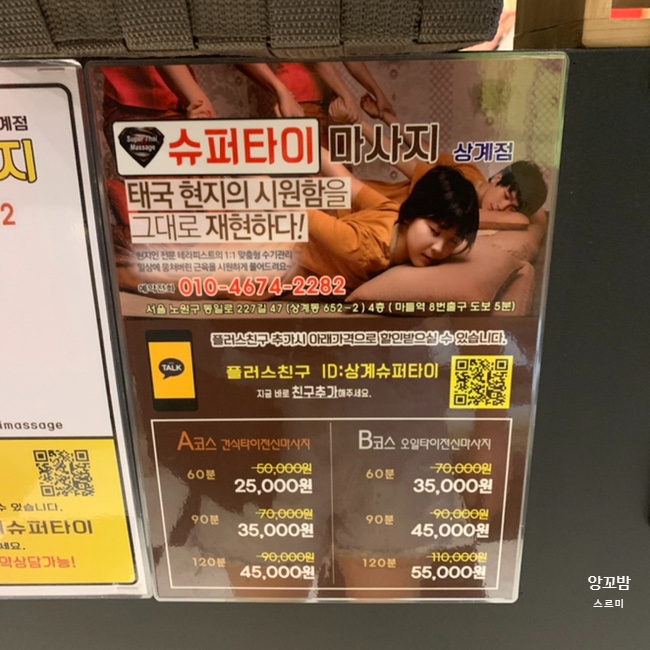 계점
지
2
imassage
수 있습니다.
슈퍼타이
세요.
약상담가능!
Super Thai
Massage
슈퍼타이 마사지 상계점
태국 현지의 시원함을
그대로 재현하다!
현지인 전문 테라피스트의 1:1 맞춤형 수기관리
일상에 뭉쳐버린 근육을 시원하게 풀어드려요~
예약전화 010-4674-2282
서울 노원구 동일로 227길 47 (상계동 652-2) 4층 ( 마들역 8번출구 도보 5분)
플러스친구 추가시 아래가격으로 할인받으실 수 있습니다.
TALK
플러스친구 ID:상계슈퍼타이
지금 바로 친구추가해주세요.
A코스 건식타이전신마사지
60분 50,000원
25,000원
90분 70,000원
35,000원
120분 90,000원
45,000원
B코스 오일타이전신마사지
60분 70,000원
35,000원
90분 90,000원
45,000원
120분 110,000원
55,000원
앙꼬밤
스르미